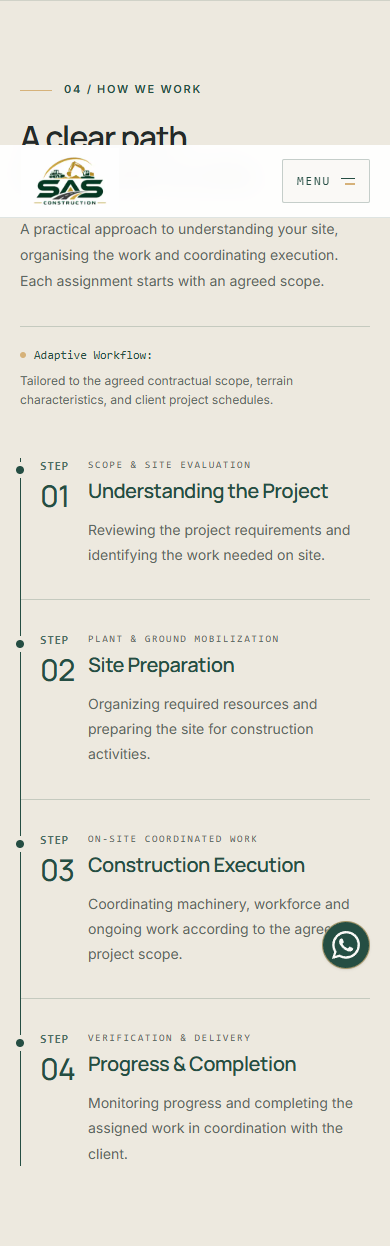 04 / HOW WE WORK
A clear path
SAS
CONSTRUCTION
MENU
A practical approach to understanding your site,
organising the work and coordinating execution.
Each assignment starts with an agreed scope.
Adaptive Workflow:
Tailored to the agreed contractual scope, terrain
characteristics, and client project schedules.
STEP
01
SCOPE & SITE EVALUATION
Understanding the Project
Reviewing the project requirements and
identifying the work needed on site.
STEP
02
PLANT & GROUND MOBILIZATION
Site Preparation
Organizing required resources and
preparing the site for construction
activities.
STEP
03
ON-SITE COORDINATED WORK
Construction Execution
Coordinating machinery, workforce and
ongoing work according to the
project scope.
STEP
04
VERIFICATION & DELIVERY
Progress & Completion
Monitoring progress and completing the
assigned work in coordination with the
client.